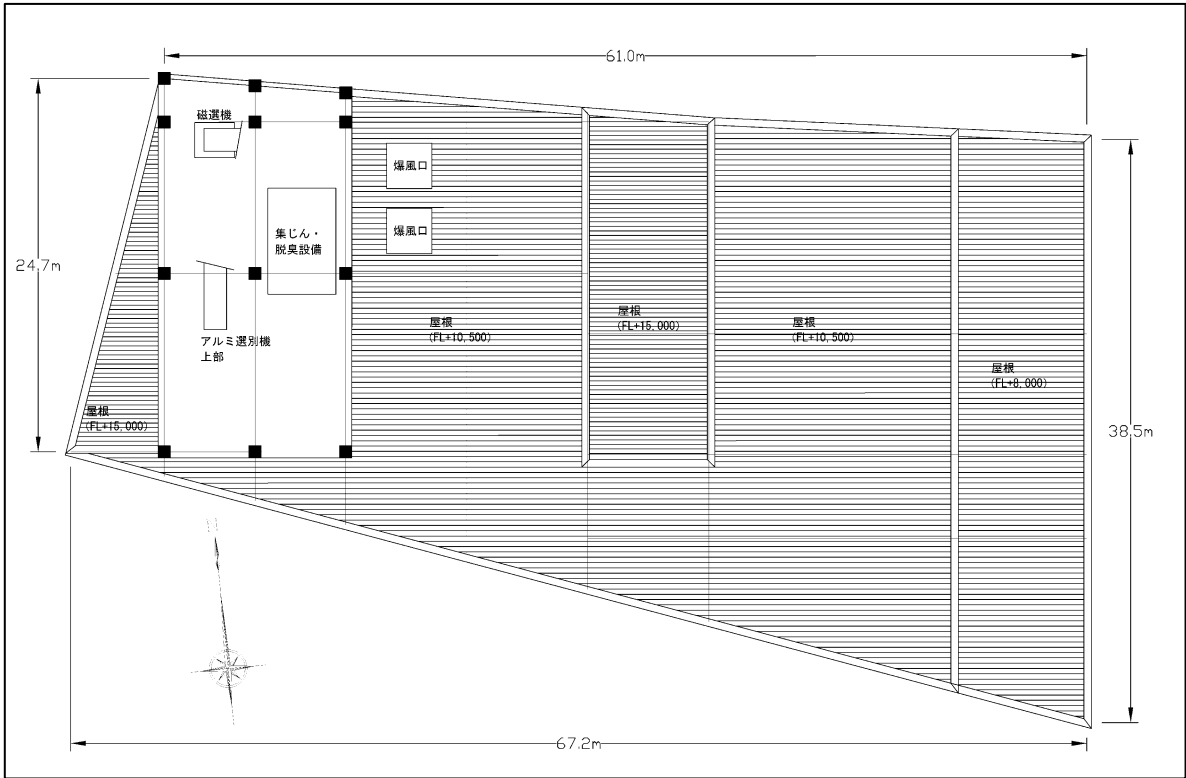 61.0m
磁選機
爆風口
爆風口
集じん・
脱臭設備
24.7m
アルミ選別機
上部
屋根
(FL+10,500)
屋根
(FL+15,000)
屋根
(FL+10,500)
屋根
(FL+8,000)
屋根
(FL+15,000)
38.5m
67.2m